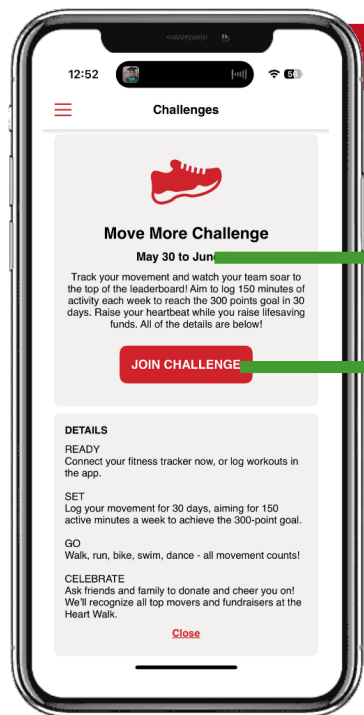 12:52
56
Challenges
Move More Challenge
May 30 to June
Track your movement and watch your team soar to
the top of the leaderboard! Aim to log 150 minutes of
activity each week to reach the 300 points goal in 30
days. Raise your heartbeat while you raise lifesaving
funds. All of the details are below!
JOIN CHALLENGE
DETAILS
READY
Connect your fitness tracker now, or log workouts in
the app.
SET
Log your movement for 30 days, aiming for 150
active minutes a week to achieve the 300-point goal.
GO
Walk, run, bike, swim, dance - all movement counts!
CELEBRATE
Ask friends and family to donate and cheer you on!
We'll recognize all top movers and fundraisers at the
Heart Walk.
Close